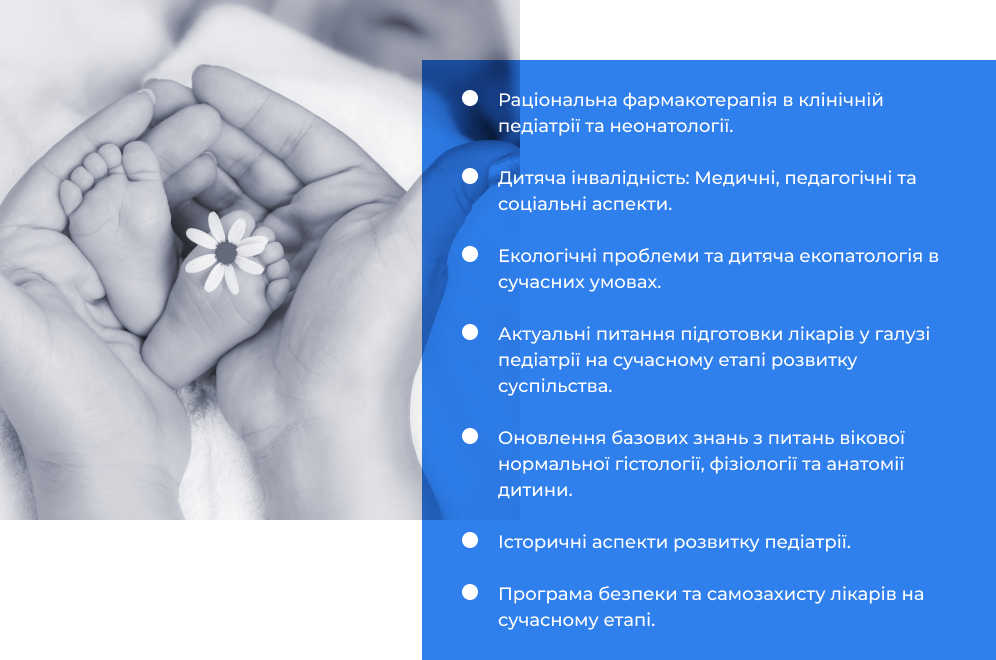 Раціональна фармакотерапія в клінічній
педіатрії та неонатології.
Дитяча інвалідність: Медичні, педагогічні та
соціальні аспекти.
Екологічні проблеми та дитяча екопатологія в
сучасних умовах.
Актуальні питання підготовки лікарів у галузі
педіатрії на сучасному етапі розвитку
суспільства.
Оновлення базових знань з питань вікової
нормальної гістології, фізіології та анатомії
дитини.
Історичні аспекти розвитку педіатрії.
Програма безпеки та самозахисту лікарів на
сучасному етапі.